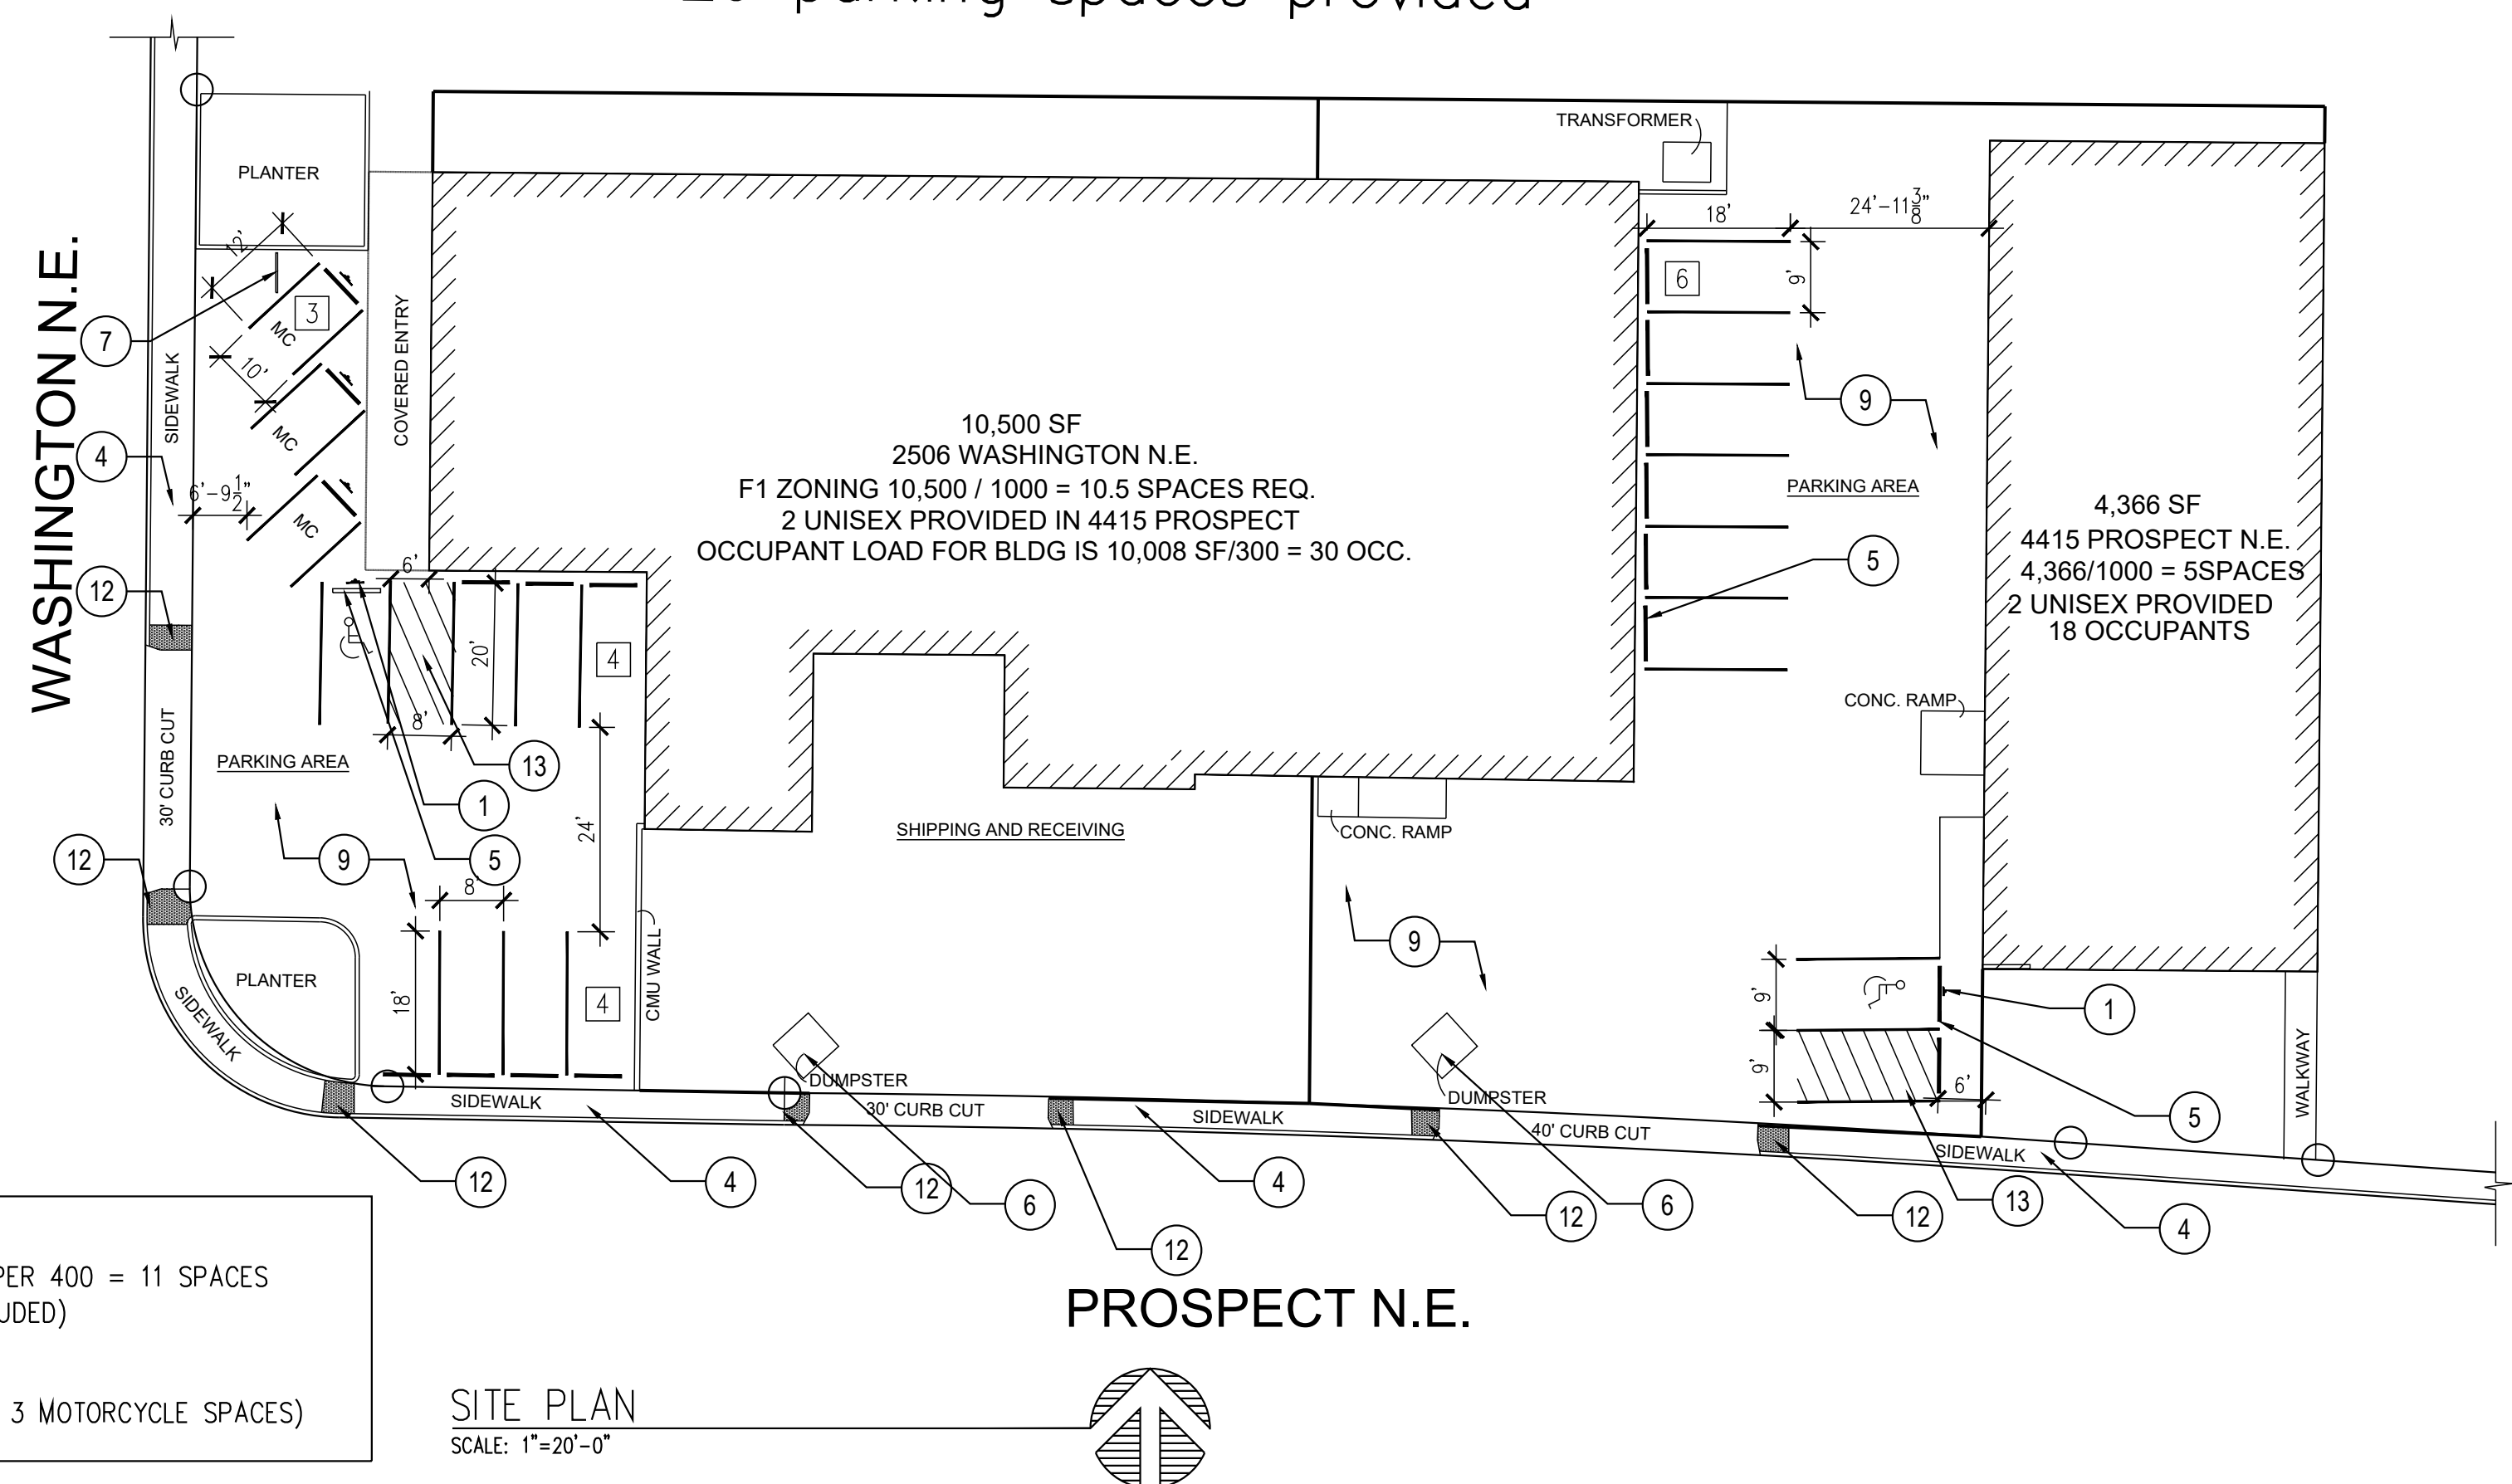 parking spaces provided
TRANSFORMER
PLANTER
12'
18'
24'-11 3/8"
7
MC
3
COVERED ENTRY
6
9'
WASHINGTON N.E.
SIDEWALK
10'
MC
9
4
10,500 SF
2506 WASHINGTON N.E.
F1 ZONING 10,500 / 1000 = 10.5 SPACES REQ.
2 UNISEX PROVIDED IN 4415 PROSPECT
OCCUPANT LOAD FOR BLDG IS 10,008 SF/300 = 30 OCC.
PARKING AREA
4,366 SF
4415 PROSPECT N.E.
4,366/1000 = 5SPACES
2 UNISEX PROVIDED
18 OCCUPANTS
6'-9 1/2"
MC
5
12
6'
20'
4
8'
30' CURB CUT
PARKING AREA
13
1
5
9
12
24'
8'
CONC. RAMP
SHIPPING AND RECEIVING
CONC. RAMP
9
PLANTER
SIDEWALK
18'
4
CMU WALL
9'
1
9'
6'
5
WALKWAY
DUMPSTER
DUMPSTER
SIDEWALK
30' CURB CUT
SIDEWALK
40' CURB CUT
SIDEWALK
12
4
12
6
12
4
12
6
12
13
4
PROSPECT N.E.
PER 400 = 11 SPACES
3 MOTORCYCLE SPACES)
SITE PLAN
SCALE: 1"=20'-0"